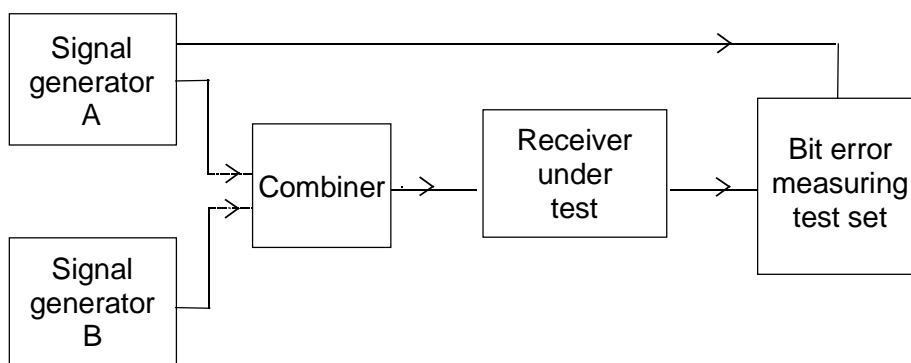 Signal
generator
A
Combiner
Receiver
under
test
Bit error
measuring
test set
Signal
generator
B